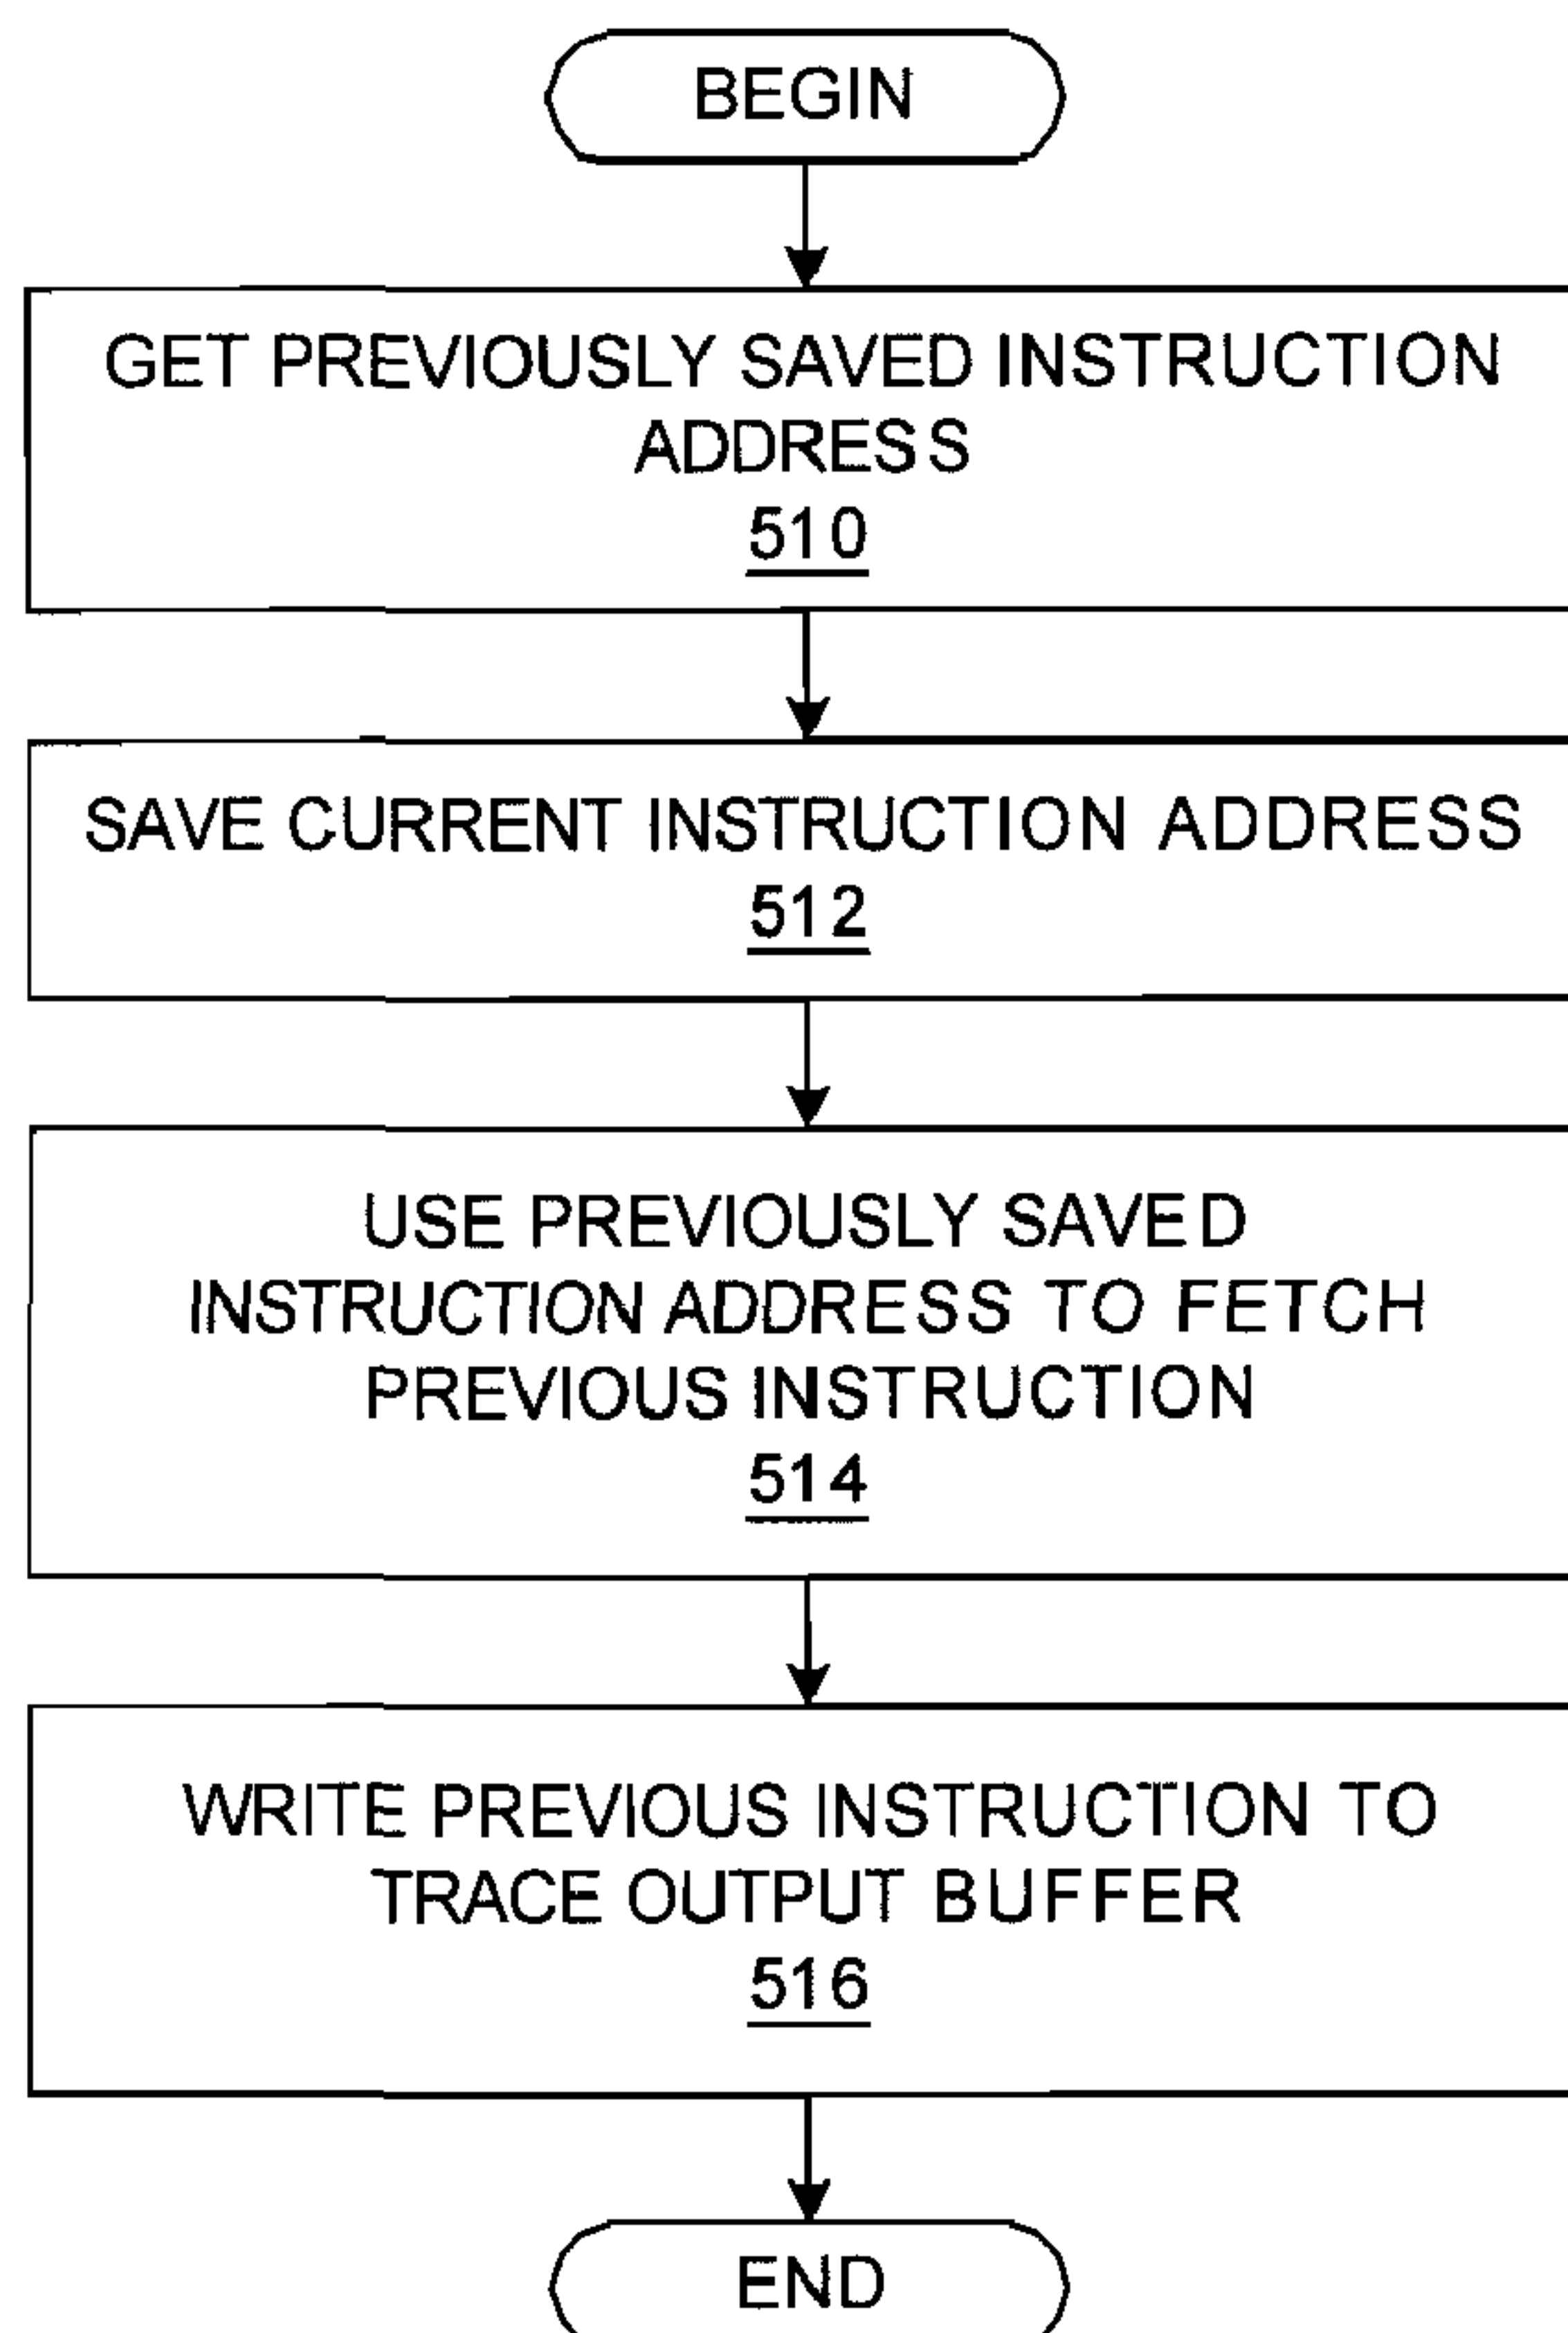 BEGIN
GET PREVIOUSLY SAVED INSTRUCTION
ADDRESS
510
SAVE CURRENT INSTRUCTION ADDRESS
512
USE PREVIOUSLY SAVED
INSTRUCTION ADDRESS TO FETCH
PREVIOUS INSTRUCTION
514
WRITE PREVIOUS INSTRUCTION TO
TRACE OUTPUT BUFFER
516
END